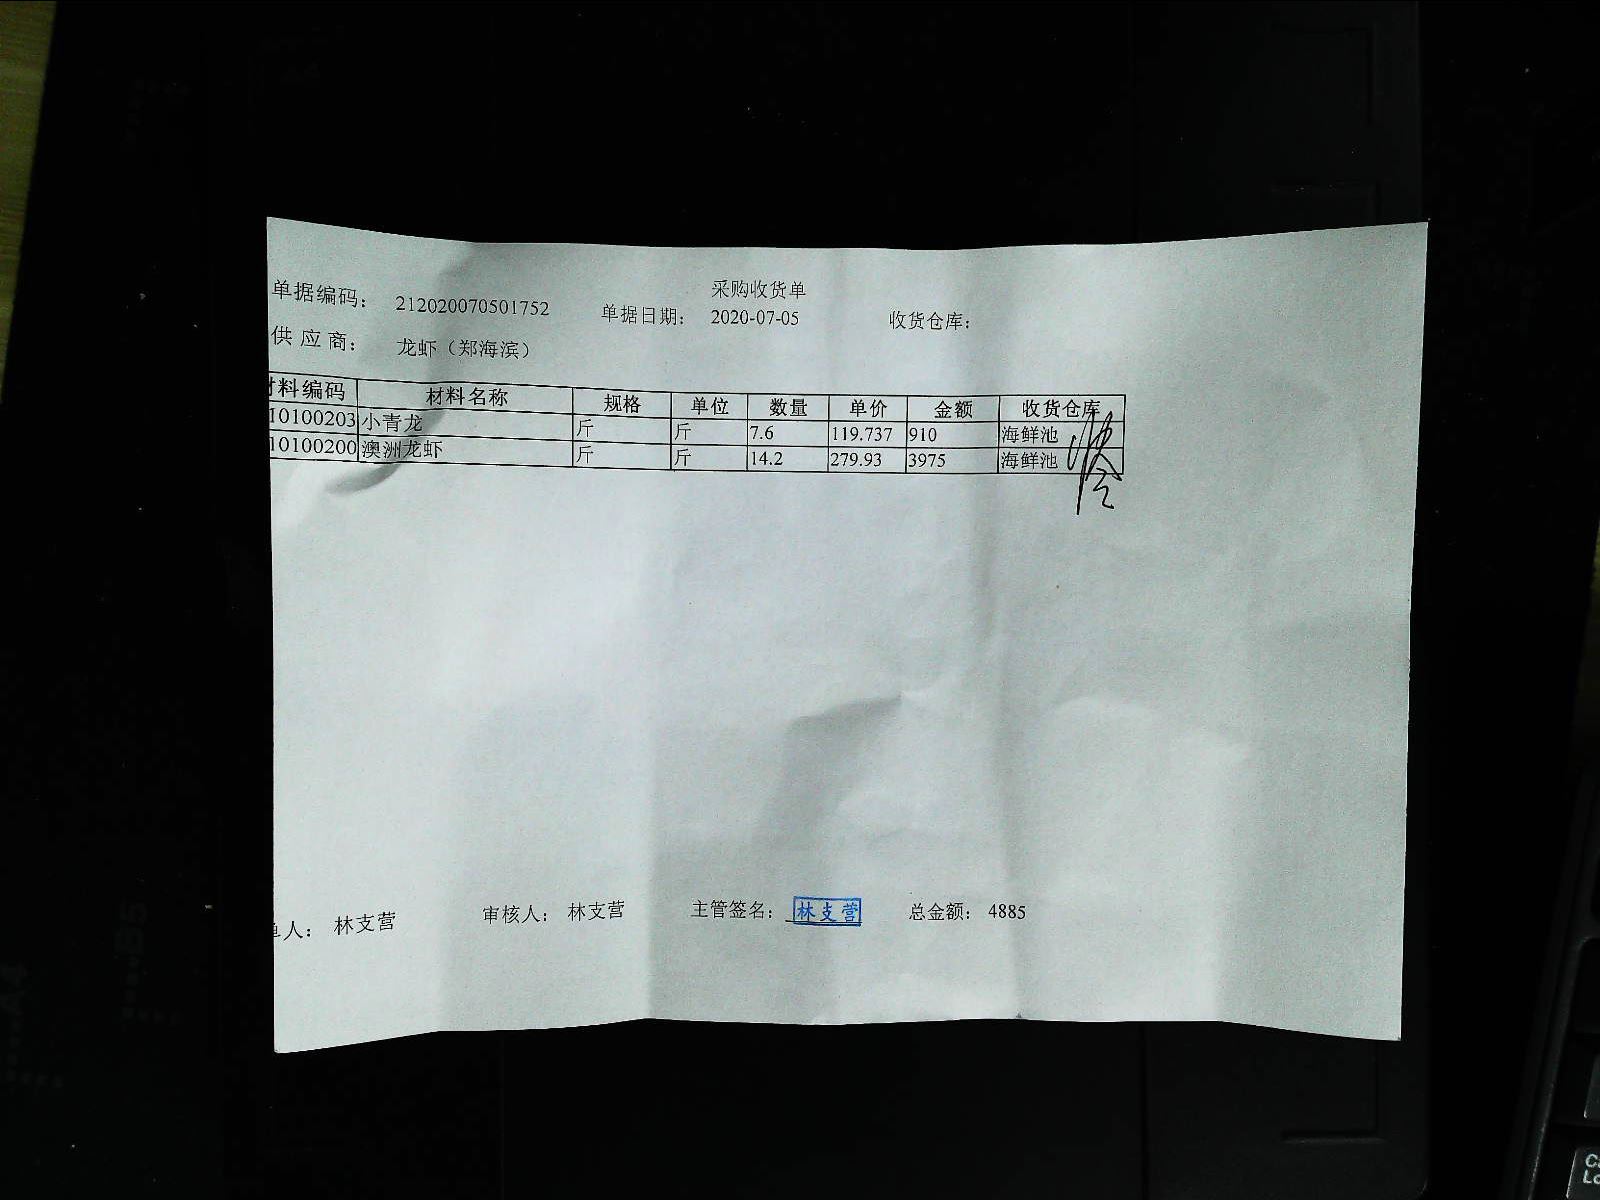 采购收货单
单据编码： 212020070501752 单据日期： 2020-07-05 收货仓库：
供应商： 龙虾（郑海滨）
材料编码 材料名称 规格 单位 数量 单价 金额 收货仓库
10100203 小青龙 斤 斤 7.6 119.737 910 海鲜池
10100200 澳洲龙虾 斤 斤 14.2 279.93 3975 海鲜池
人： 林支营 审核人： 林支营 主管签名： 林支营 总金额： 4885
B5
A4